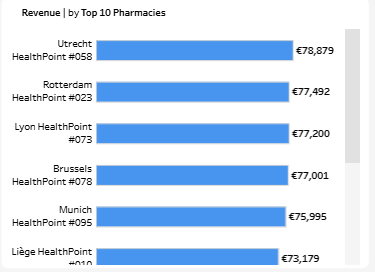 Revenue | by Top 10 Pharmacies
Utrecht
HealthPoint #058
€78,879
Rotterdam
HealthPoint #023
€77,492
Lyon HealthPoint
#073
€77,200
Brussels
HealthPoint #078
€77,001
Munich
HealthPoint #095
€75,995
Liège HealthPoint
€73,179